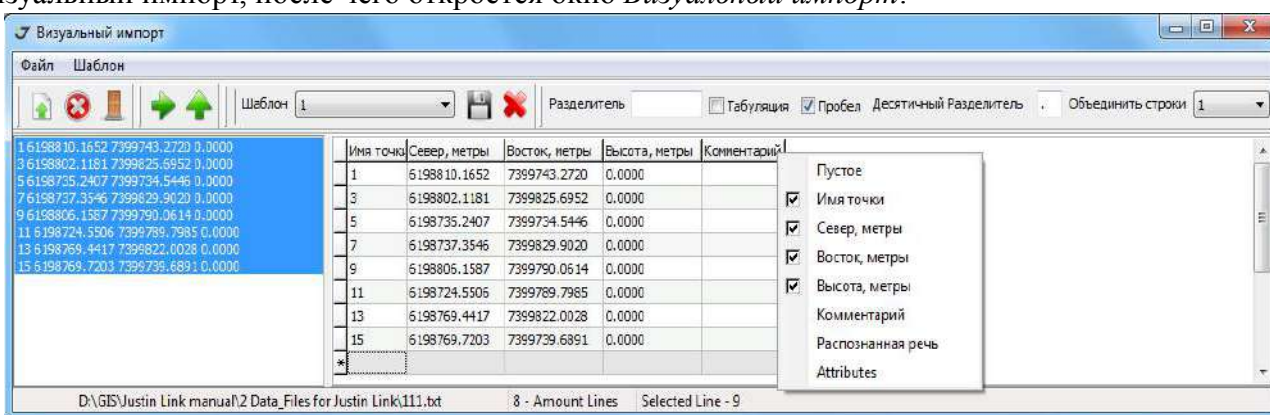 зуальный импорт, после чего откроется окно Визуальный импорт.
Визуальный импорт
Файл Шаблон
Шаблон 1 Разделитель Табуляция Пробел Десятичный Разделитель . Объединить строки 1
1 6198810.1652 7399743.2720 0.0000
3 6198802.1181 7399825.6952 0.0000
5 6198735.2407 7399734.5446 0.0000
7 6198737.3546 7399829.9020 0.0000
9 6198806.1587 7399790.0614 0.0000
11 6198724.5506 7399789.7985 0.0000
13 6198769.4417 7399822.0028 0.0000
15 6198769.7203 7399739.6891 0.0000
Имя точки Север, метры Восток, метры Высота, метры Комментарий
1 6198810.1652 7399743.2720 0.0000
3 6198802.1181 7399825.6952 0.0000
5 6198735.2407 7399734.5446 0.0000
7 6198737.3546 7399829.9020 0.0000
9 6198806.1587 7399790.0614 0.0000
11 6198724.5506 7399789.7985 0.0000
13 6198769.4417 7399822.0028 0.0000
15 6198769.7203 7399739.6891 0.0000
*
Пустое
Имя точки
Север, метры
Восток, метры
Высота, метры
Комментарий
Распознанная речь
Attributes
D:\GIS\Justin Link manual\2 Data_Files for Justin Link\111.txt 8 - Amount Lines Selected Line - 9